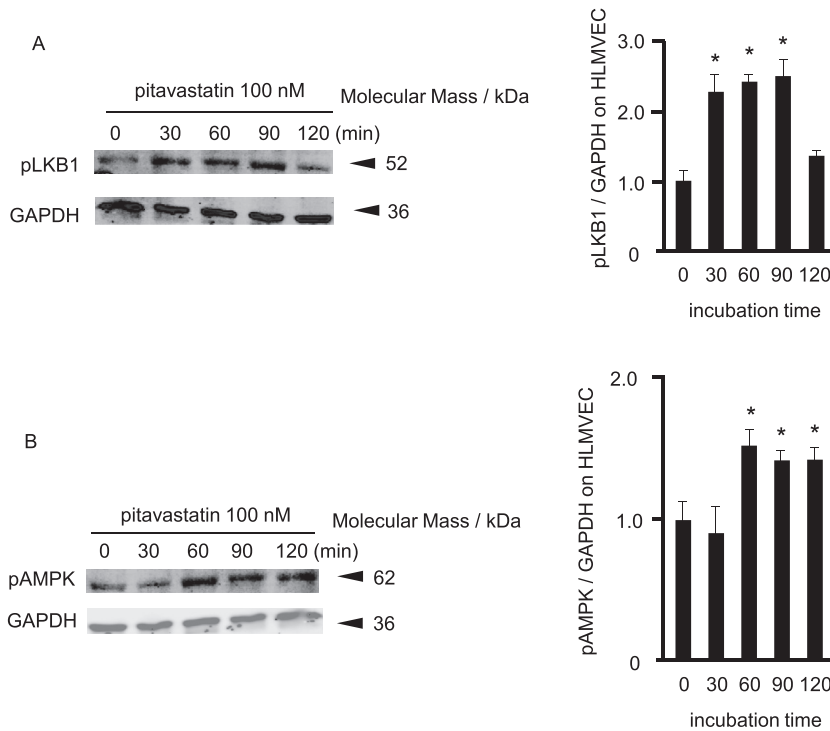 A
pitavastatin 100 nM
Molecular Mass / kDa
0 30 60 90 120 (min)
pLKB1
52
GAPDH
36
pLKB1 / GAPDH on HLMVEC
3.0
2.0
1.0
0
* * *
0 30 60 90 120
incubation time
B
pitavastatin 100 nM
Molecular Mass / kDa
0 30 60 90 120 (min)
pAMPK
62
GAPDH
36
pAMPK / GAPDH on HLMVEC
2.0
1.0
0
* * *
0 30 60 90 120
incubation time